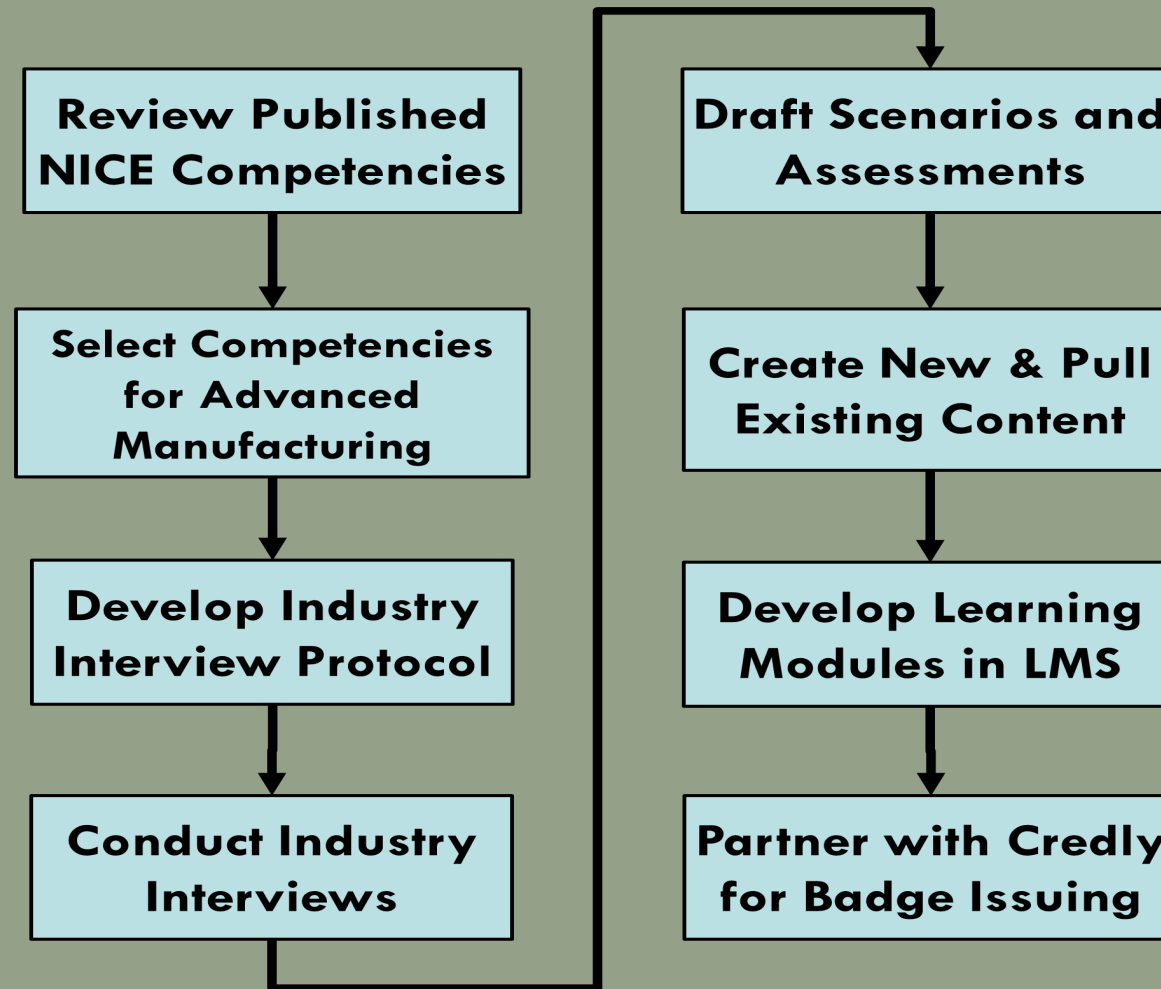 Review Published
NICE Competencies
Select Competencies
for Advanced
Manufacturing
Develop Industry
Interview Protocol
Conduct Industry
Interviews
Draft Scenarios and
Assessments
Create New & Pull
Existing Content
Develop Learning
Modules in LMS
Partner with Credly
for Badge Issuing